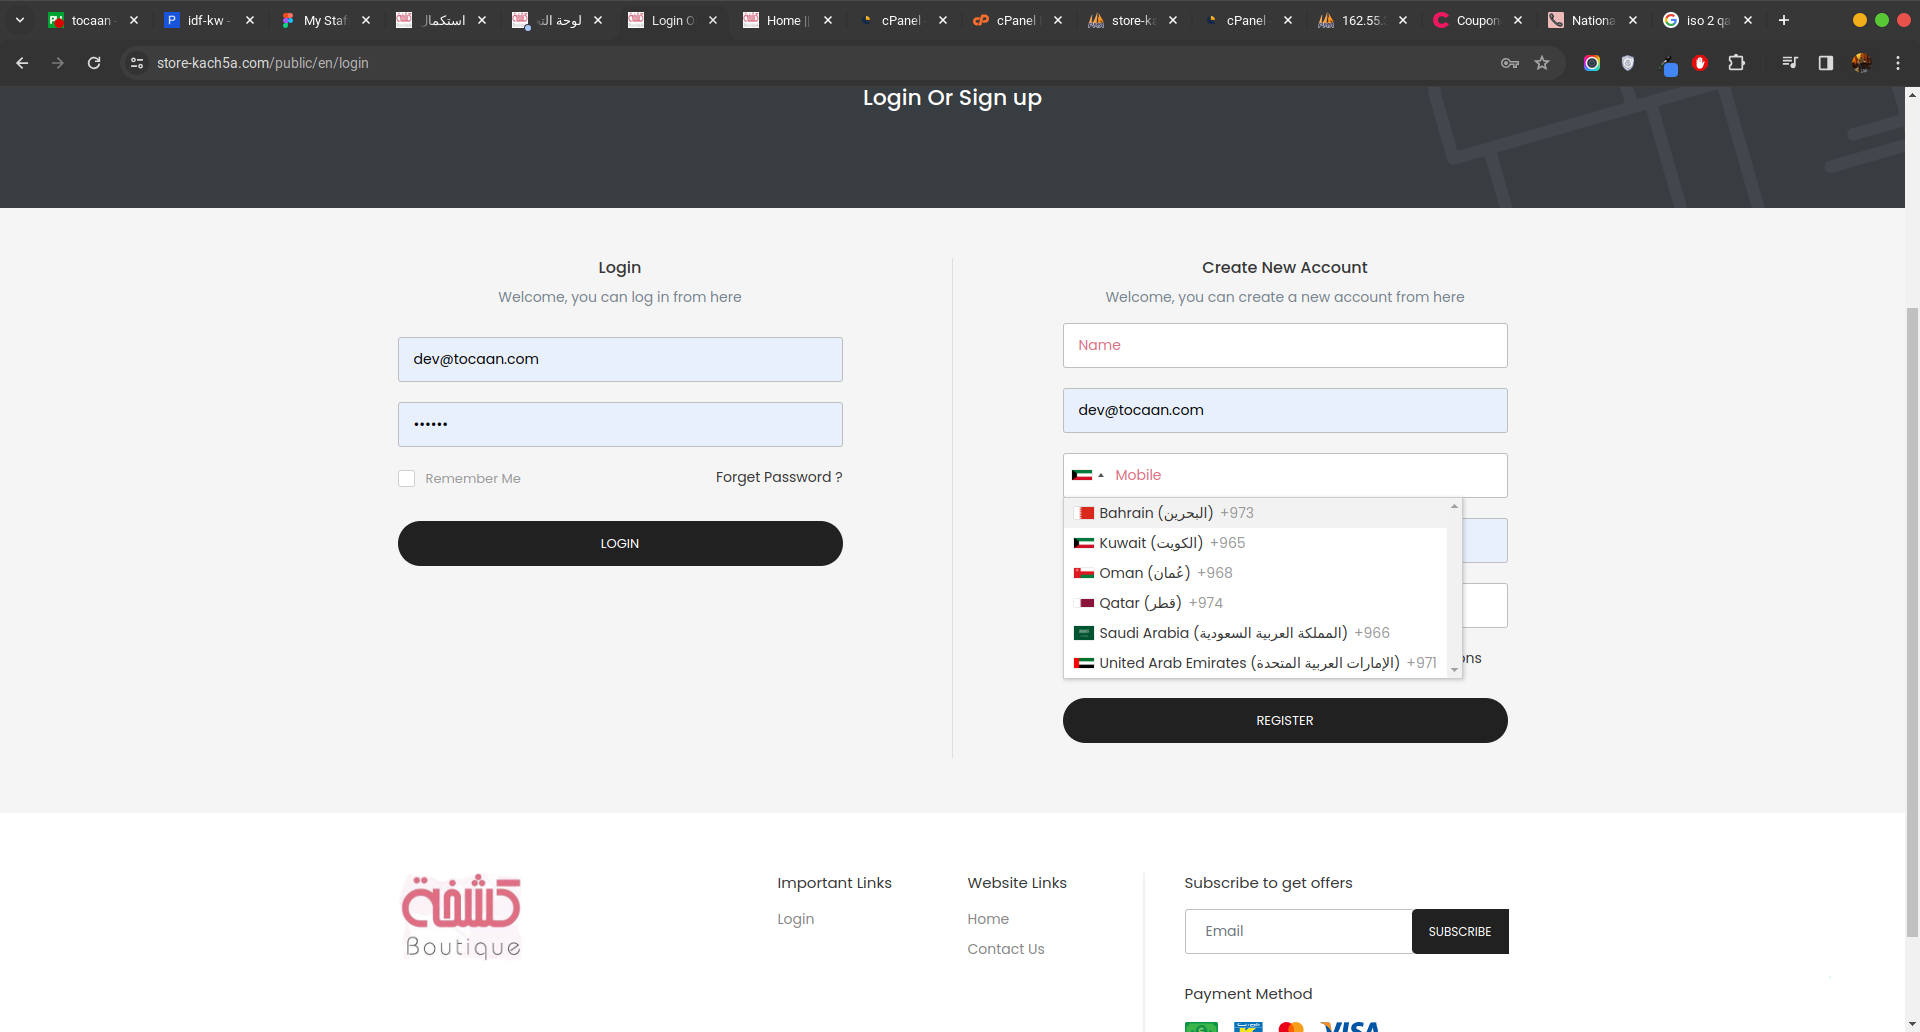 tocaan -
idf-kw -
My Staf
استكمال
لوحة الت
Login O
Home ||
cPanel
cPanel
store-ka
cPanel
162.55.
Coupon
Nationa
iso 2 qa
store-kach5a.com/public/en/login
Login Or Sign up
Login
Welcome, you can log in from here
dev@tocaan.com
••••••
Remember Me
Forget Password ?
LOGIN
Create New Account
Welcome, you can create a new account from here
Name
dev@tocaan.com
Mobile
Bahrain (البحرين) +973
Kuwait (الكويت) +965
Oman (عُمان) +968
Qatar (قطر) +974
Saudi Arabia (المملكة العربية السعودية) +966
United Arab Emirates (الإمارات العربية المتحدة) +971
ons
REGISTER
كشخة
Boutique
Important Links
Login
Website Links
Home
Contact Us
Subscribe to get offers
Email
SUBSCRIBE
Payment Method
VISA